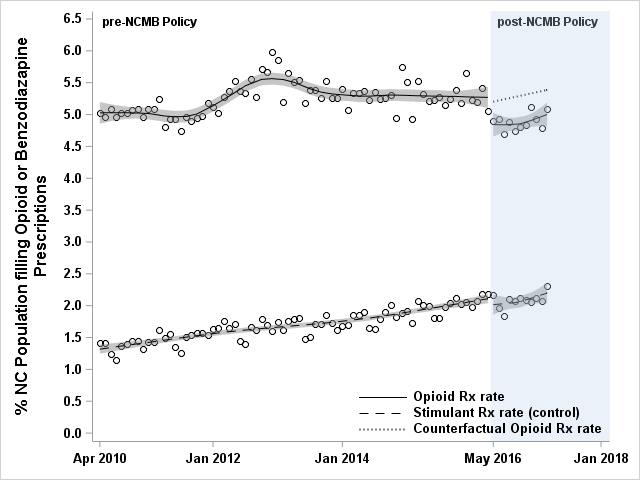 pre-NCMB Policy
post-NCMB Policy
% NC Population filling Opioid or Benzodiazapine
Prescriptions
6.5
6.0
5.5
5.0
4.5
4.0
3.5
3.0
2.5
2.0
1.5
1.0
0.5
0.0
Opioid Rx rate
Stimulant Rx rate (control)
Counterfactual Opioid Rx rate
Apr 2010
Jan 2012
Jan 2014
May 2016
Jan 2018